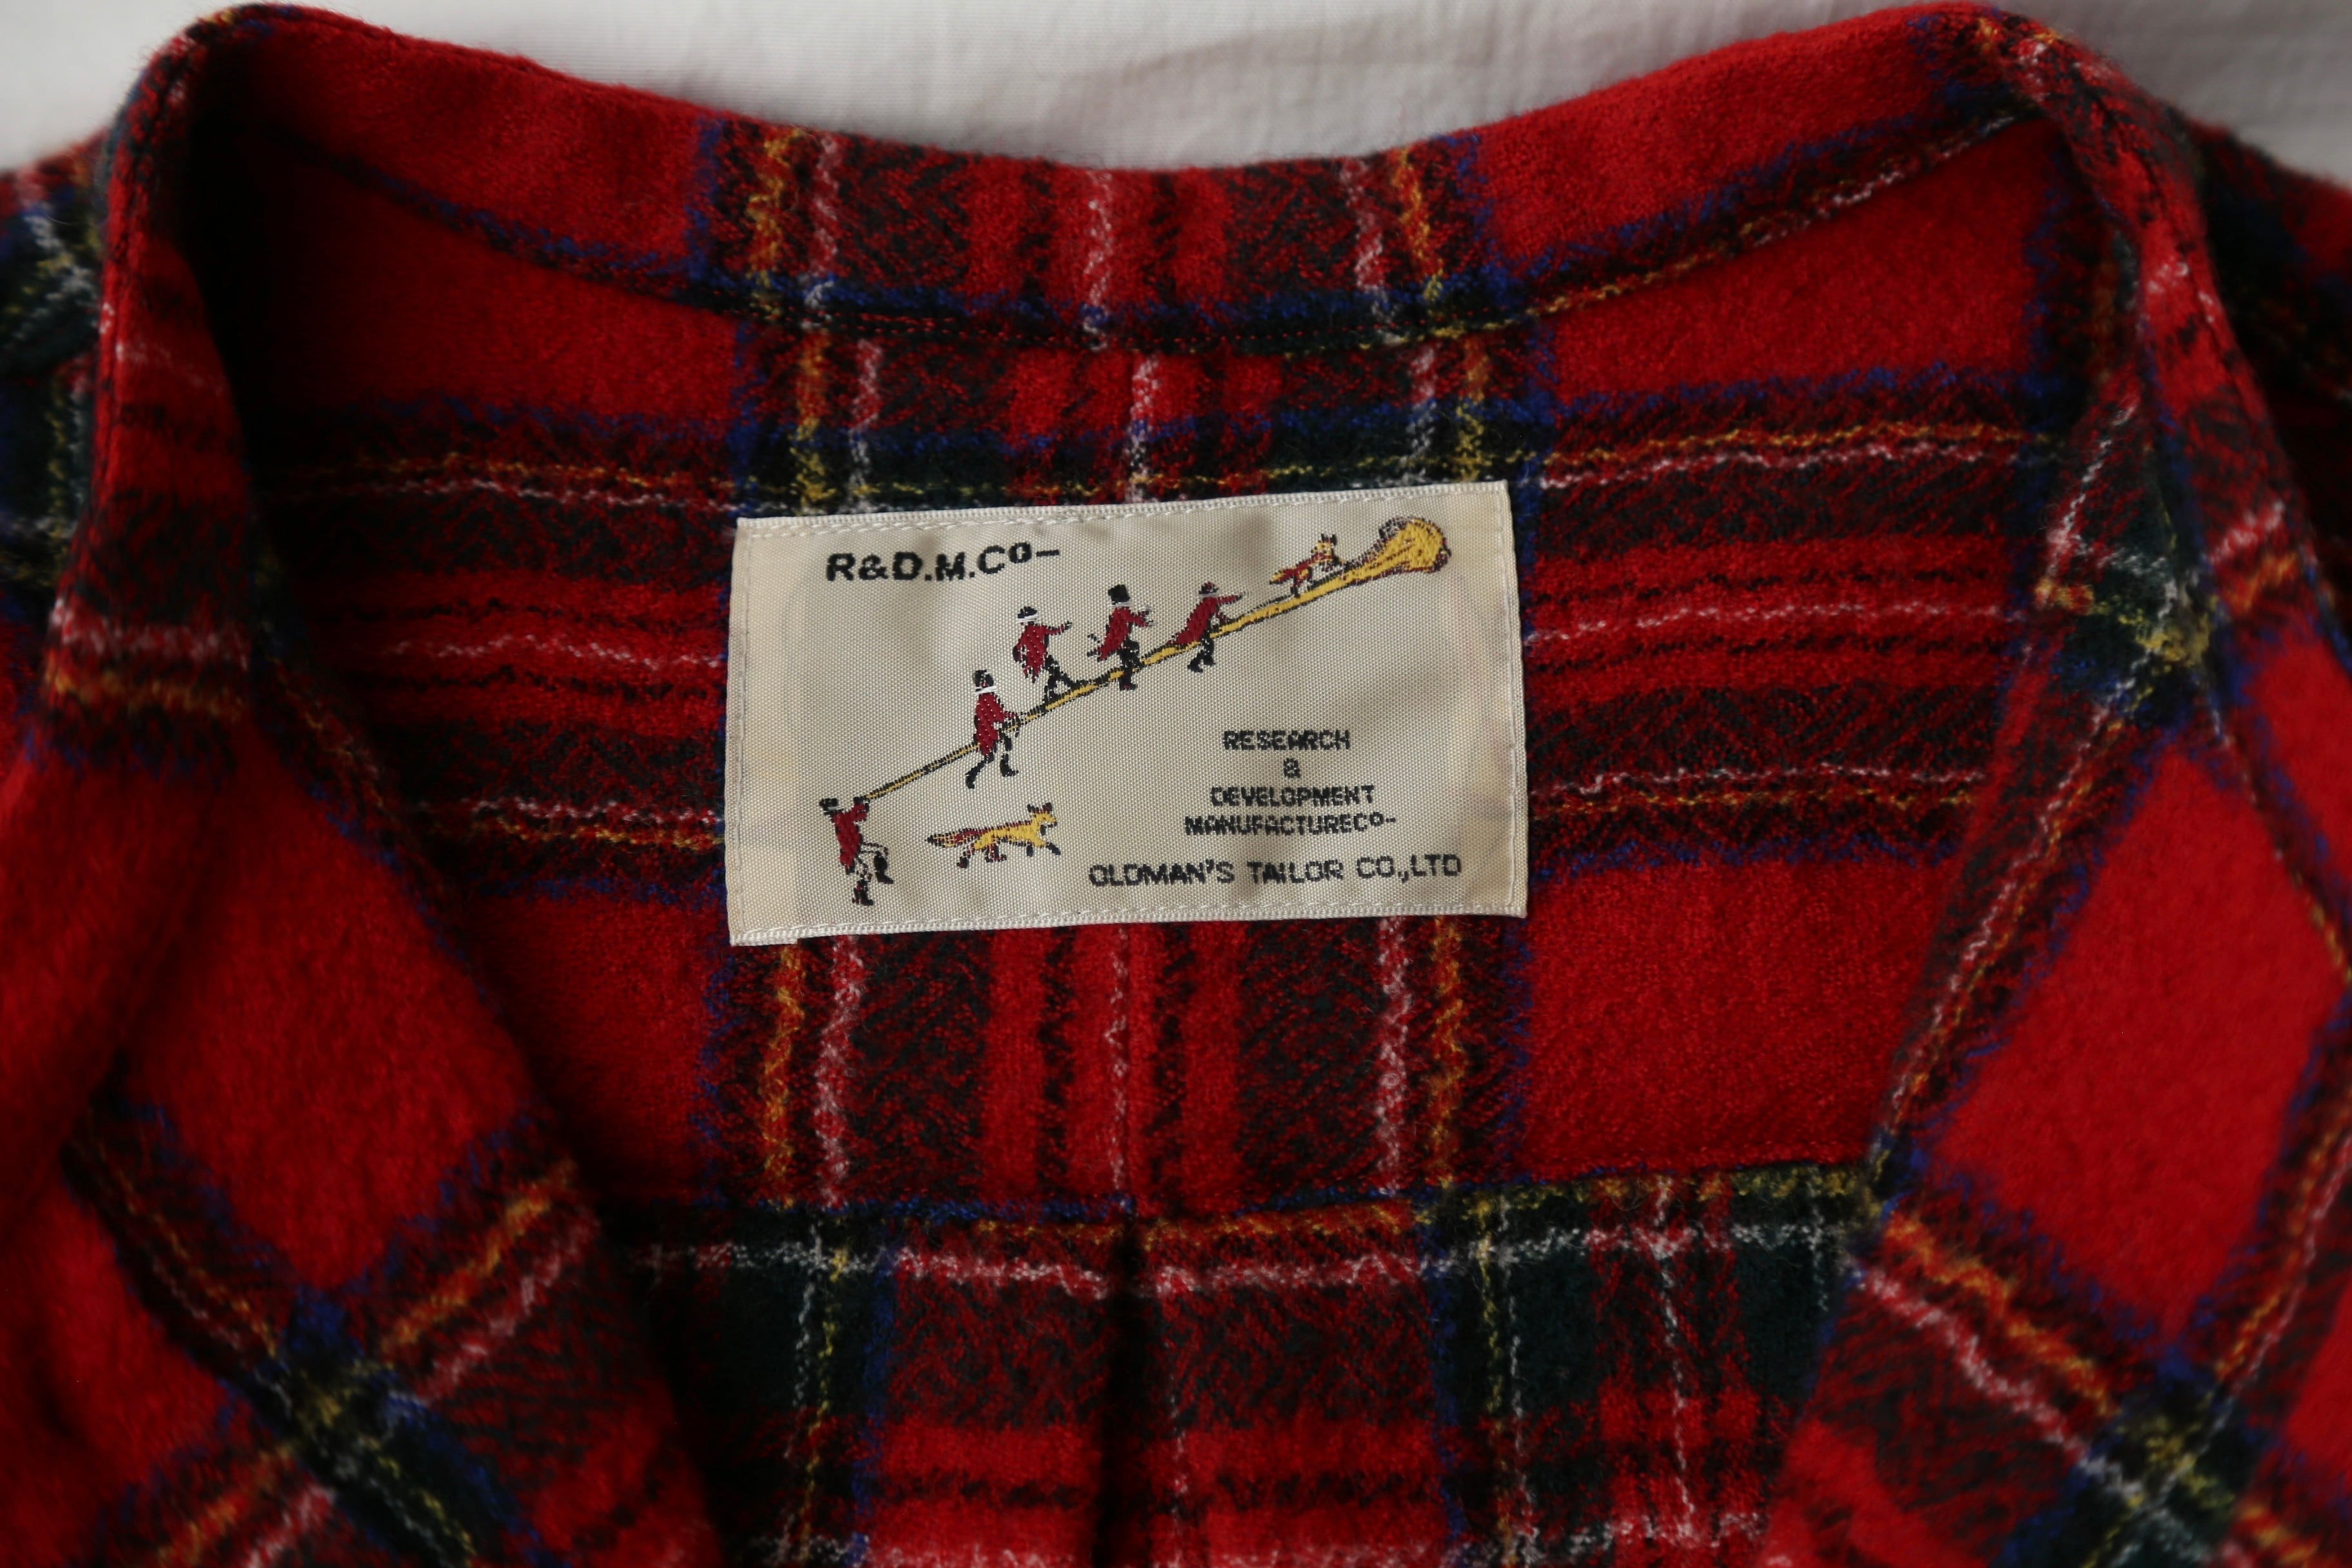 R&D.M.Co-
RESEARCH
&
DEVELOPMENT
MANUFACTURECO-
OLDMAN'S TAILOR CO.,LTD